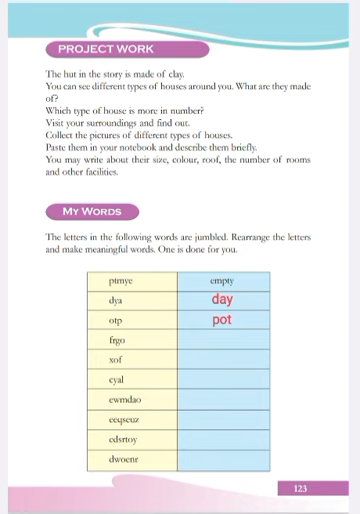 PROJECT WORK
The hut in the story is made of clay.
You can see different types of houses around you. What are they made
of?
Which type of house is more in number?
Visit your surroundings and find out.
Collect the pictures of different types of houses.
Paste them in your notebook and describe them briefly.
You may write about their size, colour, roof, the number of rooms
and other facilities.
MY WORDS
The letters in the following words are jumbled. Rearrange the letters
and make meaningful words. One is done for you.
ptmye empty
dya day
otp pot
frgo
xof
cyal
ewmdao
eeqseuz
edsrtoy
dwoenr
123